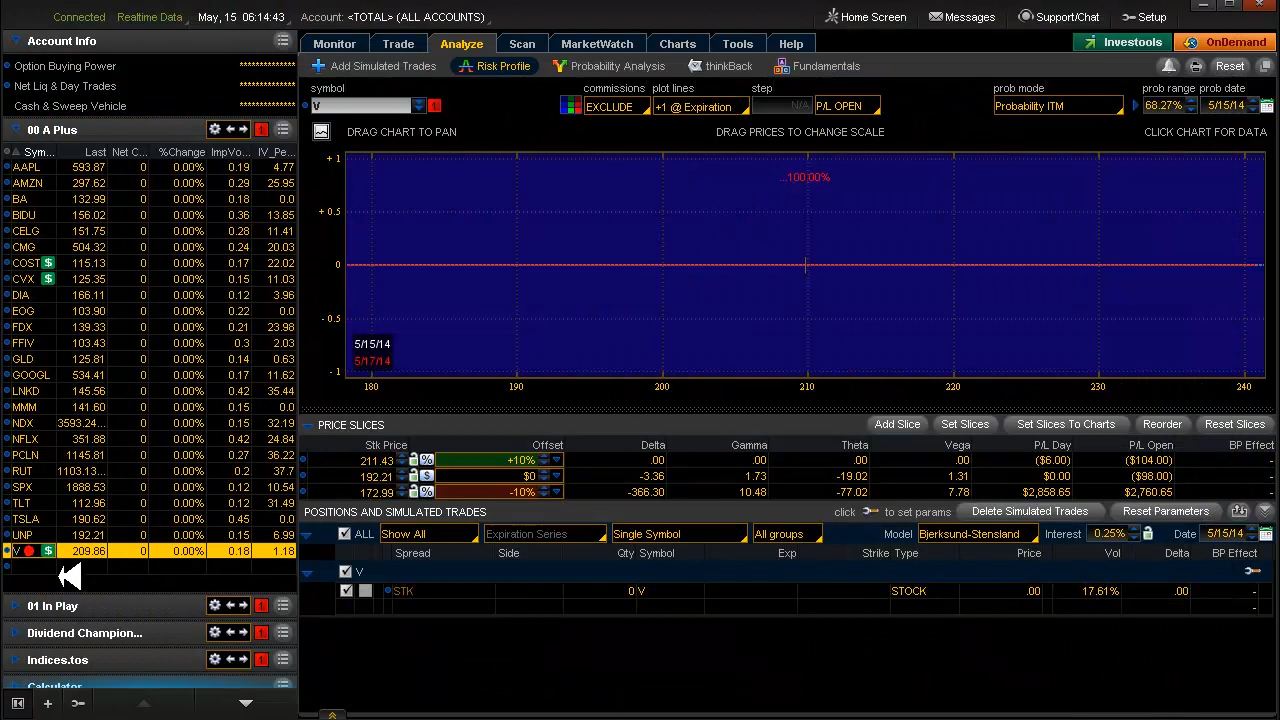 Connected Realtime Data May, 15 06:14:43 Account: <TOTAL> (ALL ACCOUNTS) Home Screen Messages Support/Chat Setup
Account Info
Option Buying Power **************
Net Liq & Day Trades **************
Cash & Sweep Vehicle **************
Monitor Trade Analyze Scan MarketWatch Charts Tools Help Investools OnDemand
Add Simulated Trades Risk Profile Probability Analysis thinkBack Fundamentals Reset
symbol commissions plot lines step prob mode prob range prob date
V 1 EXCLUDE +1 @ Expiration N/A P/L OPEN Probability ITM 68.27% 5/15/14
DRAG CHART TO PAN DRAG PRICES TO CHANGE SCALE CLICK CHART FOR DATA
00 A Plus 1
Sym... Last Net C... %Change ImpVo... IV_Pe...
AAPL 593.87 0 0.00% 0.19 4.77
AMZN 297.62 0 0.00% 0.29 25.95
BA 132.99 0 0.00% 0.18 0.0
BIDU 156.02 0 0.00% 0.36 13.85
CELG 151.75 0 0.00% 0.28 11.41
CMG 504.32 0 0.00% 0.24 20.03
COST $ 115.13 0 0.00% 0.17 22.02
CVX $ 125.35 0 0.00% 0.15 11.03
DIA 166.11 0 0.00% 0.12 3.96
EOG 103.90 0 0.00% 0.22 0.0
FDX 139.33 0 0.00% 0.21 23.98
FFIV 103.43 0 0.00% 0.3 2.03
GLD 125.81 0 0.00% 0.14 0.63
GOOGL 534.41 0 0.00% 0.17 11.62
LNKD 145.56 0 0.00% 0.42 35.44
MMM 141.60 0 0.00% 0.15 0.0
NDX 3593.24... 0 0.00% 0.15 32.19
NFLX 351.88 0 0.00% 0.42 24.84
PCLN 1145.81 0 0.00% 0.27 36.22
RUT 1103.13... 0 0.00% 0.2 37.7
SPX 1888.53 0 0.00% 0.12 10.54
TLT 112.96 0 0.00% 0.12 31.49
TSLA 190.62 0 0.00% 0.45 0.0
UNP 192.21 0 0.00% 0.15 6.99
V $ 209.86 0 0.00% 0.18 1.18
01 In Play 1
Dividend Champion... 1
Indices.tos 1
Calculator
+ 1
...100.00%
+ 0.5
0
- 0.5
5/15/14
5/17/14
- 1
180 190 200 210 220 230 240
PRICE SLICES Add Slice Set Slices Set Slices To Charts Reorder Reset Slices
Stk Price Offset Delta Gamma Theta Vega P/L Day P/L Open BP Effect
211.43 % +10% .00 .00 .00 .00 ($6.00) ($104.00) -
192.21 $ $0 -3.36 1.73 -19.02 1.31 ($.00) ($98.00) -
172.99 % -10% -366.30 10.48 -77.02 7.78 $2,858.65 $2,760.65 -
POSITIONS AND SIMULATED TRADES click to set params Delete Simulated Trades Reset Parameters
ALL Show All Expiration Series Single Symbol All groups Model Bjerksund-Stensland Interest 0.25% Date 5/15/14
Spread Side Qty Symbol Exp Strike Type Price Vol Delta BP Effect
V -
STK 0 V STOCK .00 17.61% .00 -
-